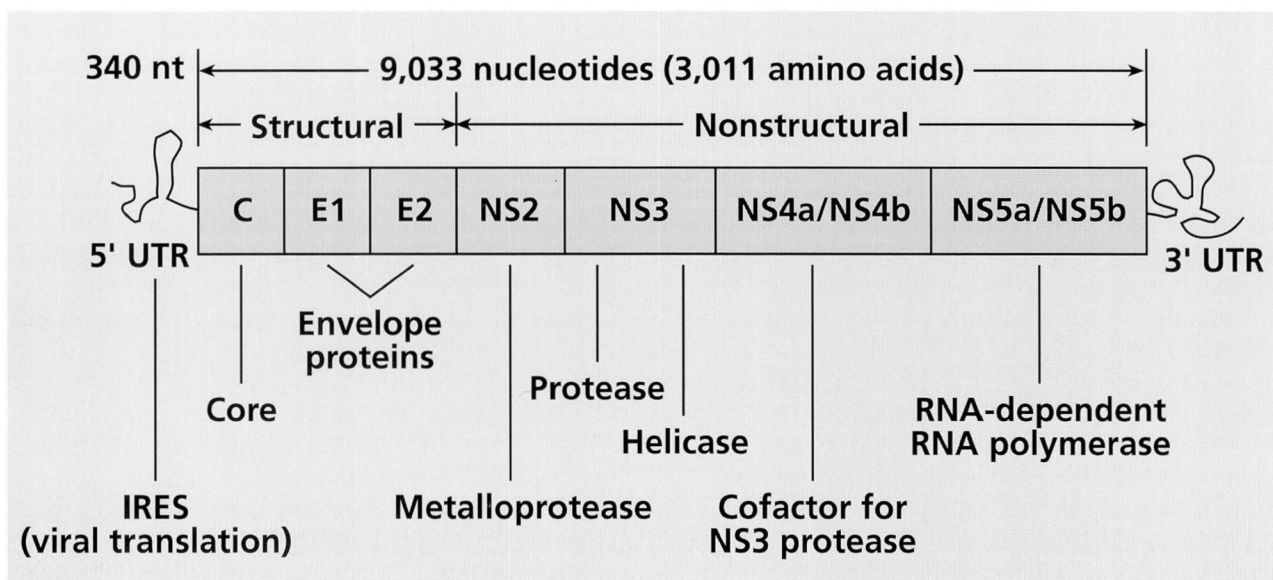 340 nt
9,033 nucleotides (3,011 amino acids)
Structural
Nonstructural
C
E1
E2
NS2
NS3
NS4a/NS4b
NS5a/NS5b
5' UTR
3' UTR
Envelope
proteins
Protease
Core
Helicase
RNA-dependent
RNA polymerase
IRES
(viral translation)
Metalloprotease
Cofactor for
NS3 protease